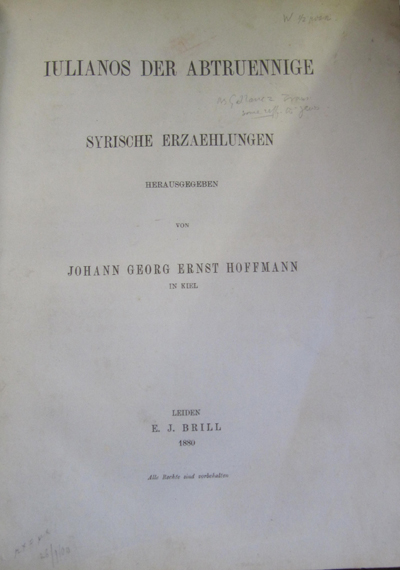 IULIANOS DER ABTRUENNIGE
SYRISCHE ERZAEHLUNGEN
HERAUSGEGEBEN
VON
JOHANN GEORG ERNST HOFFMANN
IN KIEL
LEIDEN
E. J. BRILL
1880
Alle Rechte sind vorbehalten